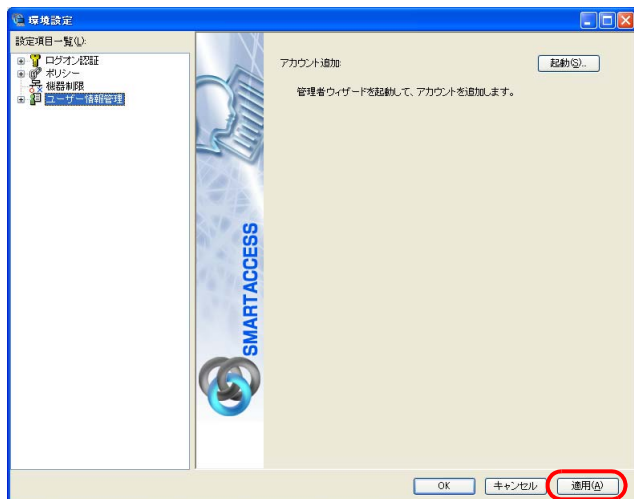 環境設定
設定項目一覧(L):
ログオン認証
ポリシー
機器制限
ユーザー情報管理
SMARTACCESS
アカウント追加:
起動(S)...
管理者ウィザードを起動して、アカウントを追加します。
OK
キャンセル
適用(A)